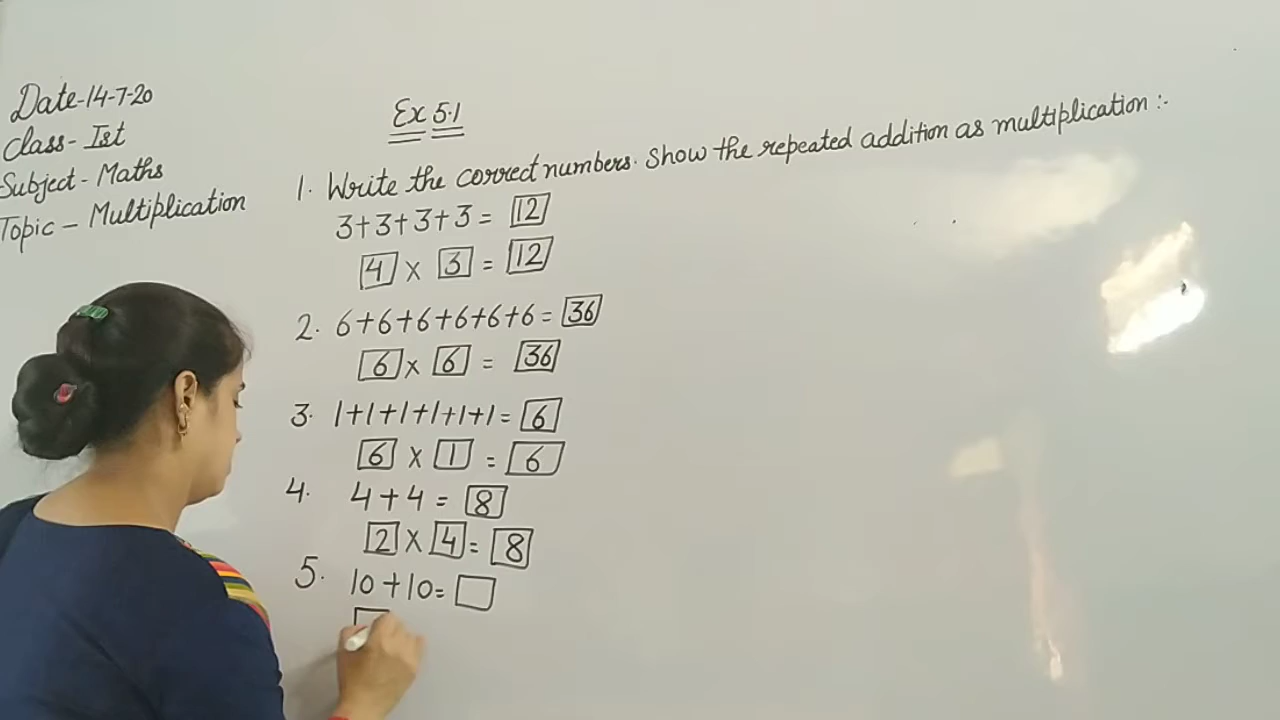 Date-14-7-20
Class- Ist
Subject- Maths
Topic - Multiplication
Ex 5.1
1. Write the correct numbers. Show the repeated addition as multiplication :-
3+3+3+3= 12
4 x 3 = 12
2. 6+6+6+6+6+6= 36
6 x 6 = 36
3. 1+1+1+1+1+1= 6
6 x 1 = 6
4. 4+4= 8
2 x 4= 8
5. 10+10=